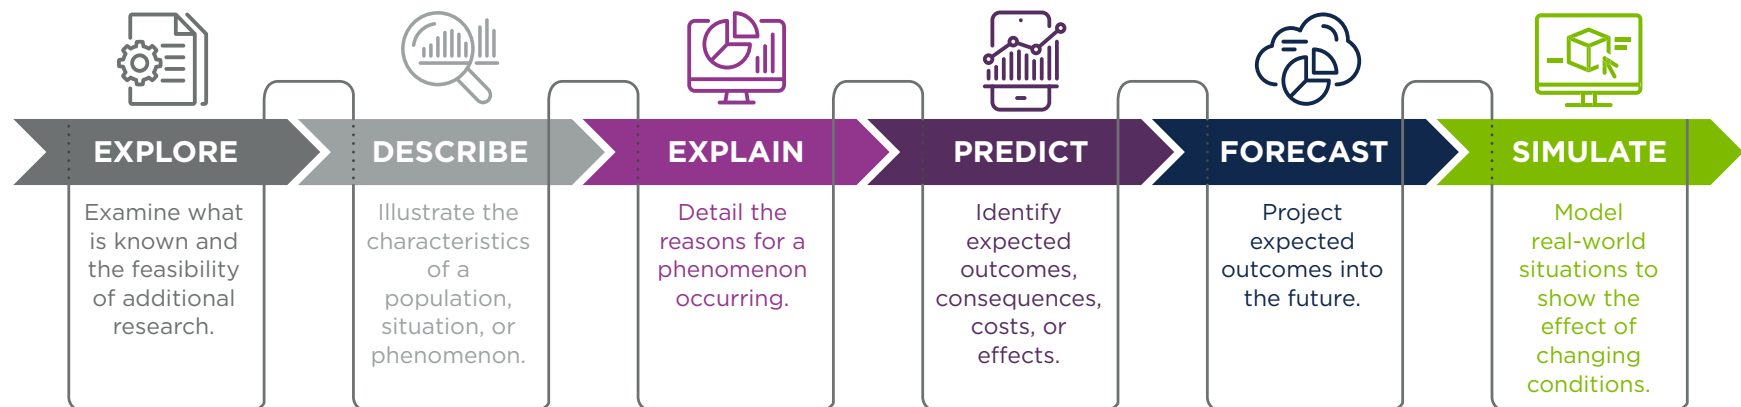 EXPLORE
Examine what
is known and
the feasibility
of additional
research.
DESCRIBE
Illustrate the
characteristics
of a
population,
situation, or
phenomenon.
EXPLAIN
Detail the
reasons for a
phenomenon
occurring.
PREDICT
Identify
expected
outcomes,
consequences,
costs, or
effects.
FORECAST
Project
expected
outcomes into
the future.
SIMULATE
Model
real-world
situations to
show the
effect of
changing
conditions.